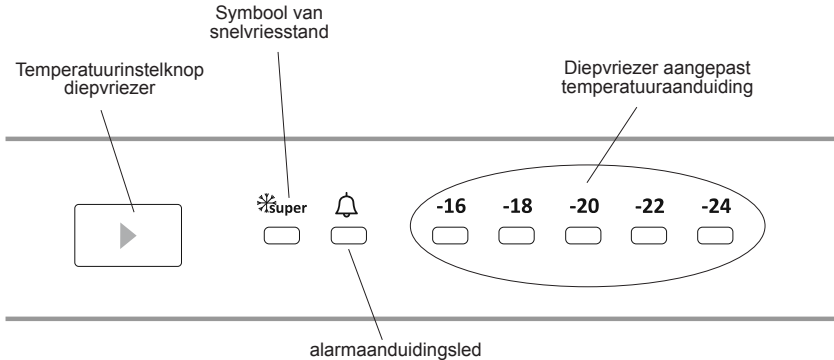 Symbool van
snelvriesstand
Temperatuurinstelknop
diepvriezer
Diepvriezer aangepast
temperatuuraanduiding
super
-16 -18 -20 -22 -24
alarmaanduidingsled